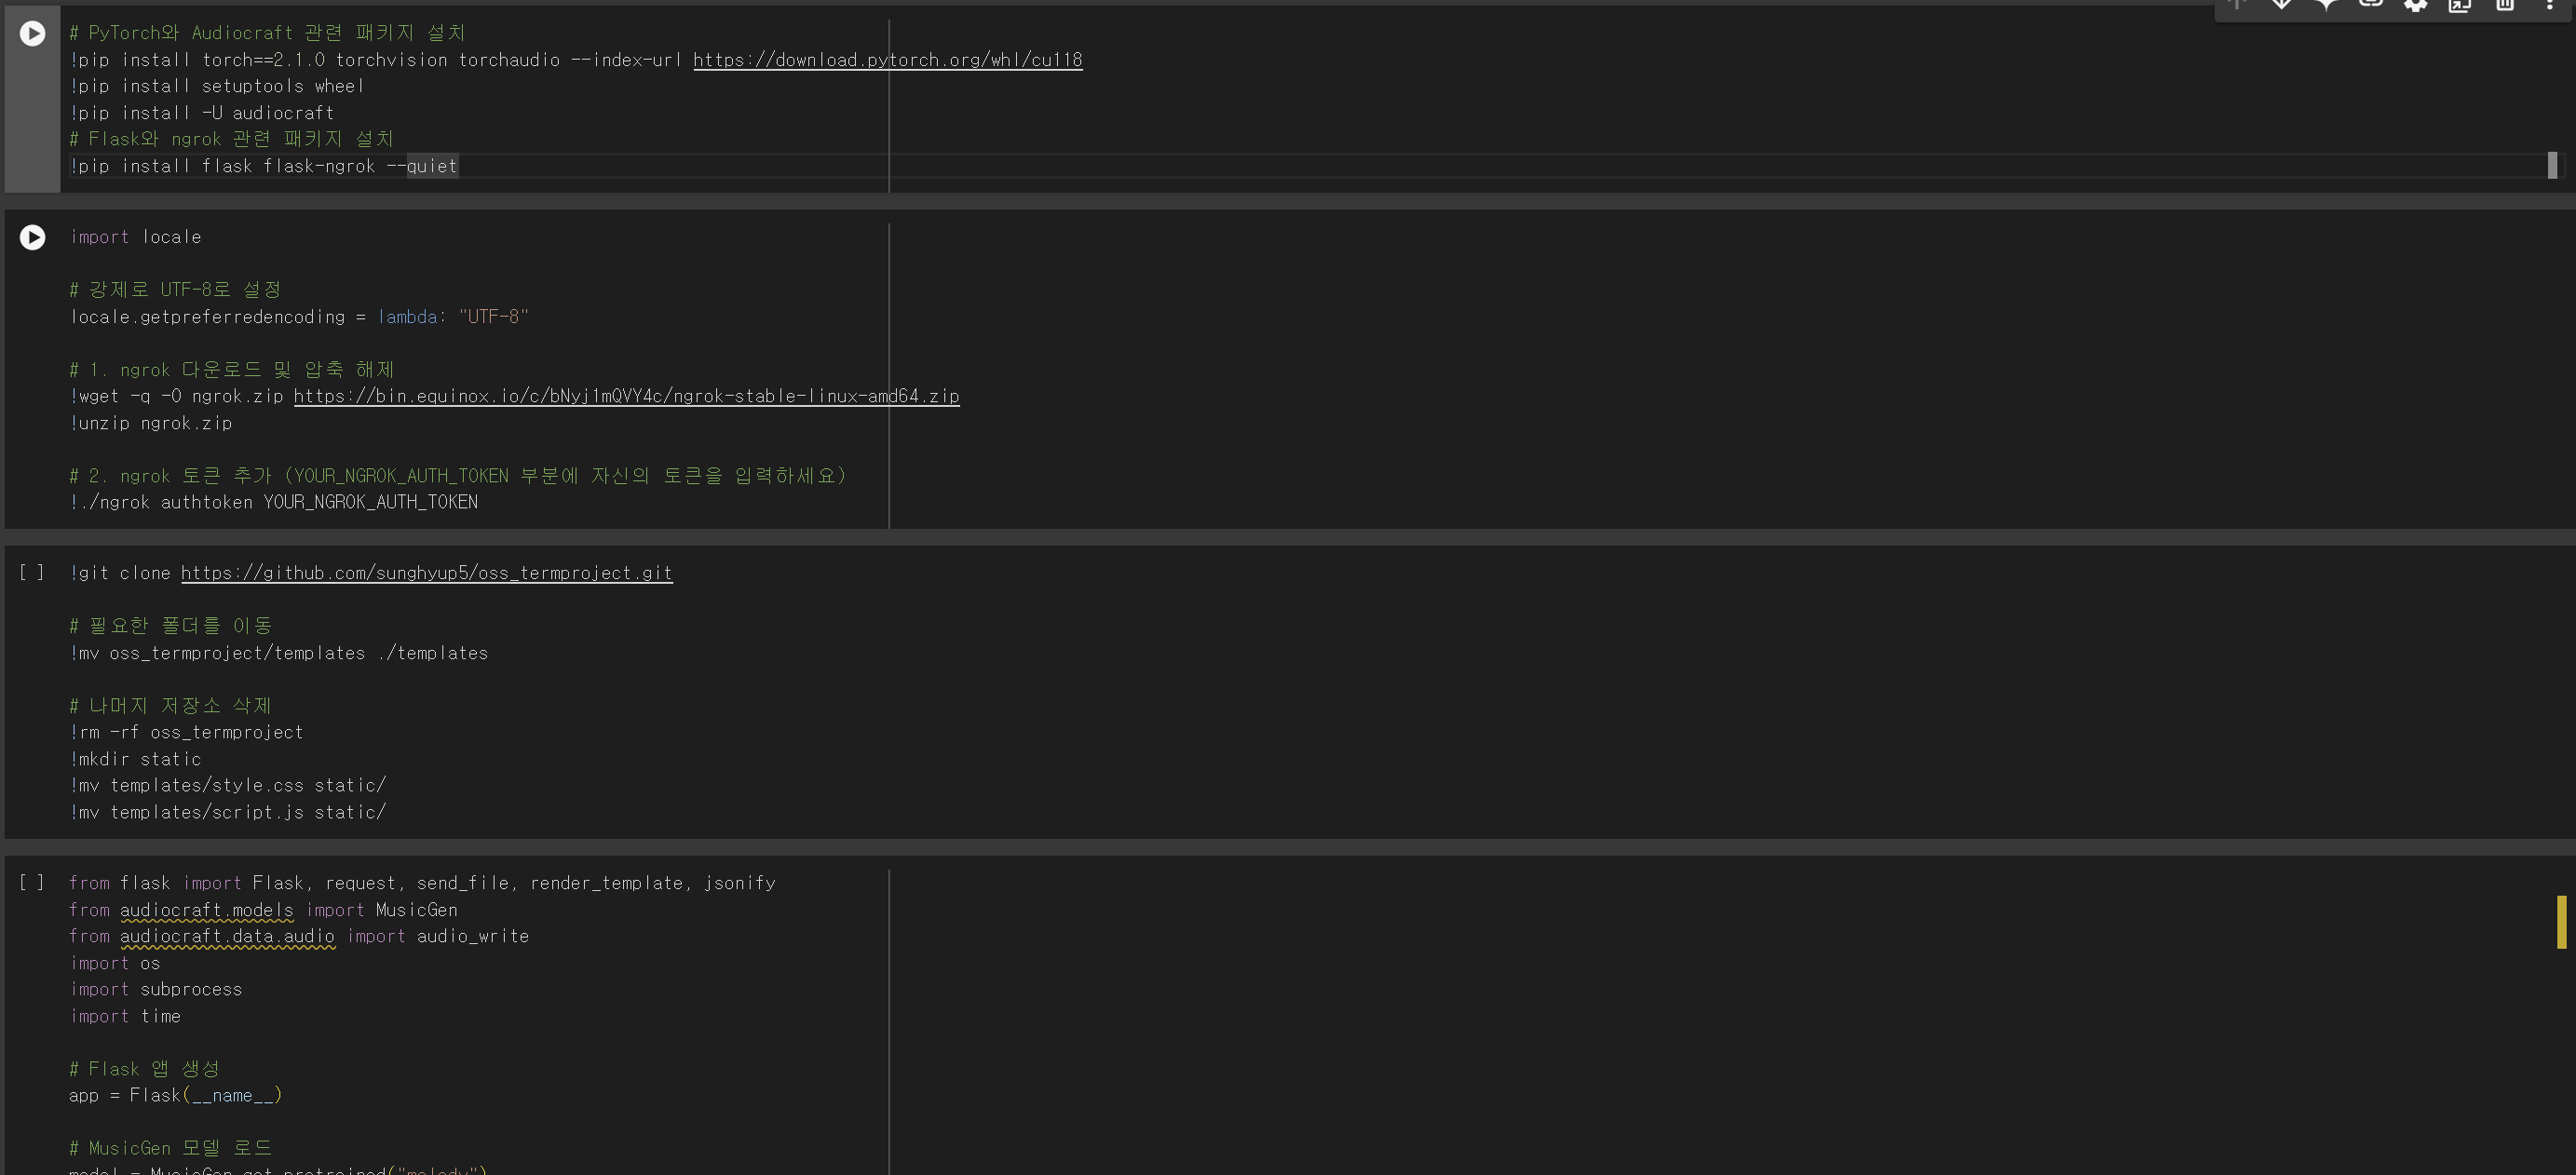 # PyTorch와 Audiocraft 관련 패키지 설치
!pip install torch==2.1.0 torchvision torchaudio --index-url https://download.pytorch.org/whl/cu118
!pip install setuptools wheel
!pip install -U audiocraft
# Flask와 ngrok 관련 패키지 설치
!pip install flask flask-ngrok --quiet
import locale
# 강제로 UTF-8로 설정
locale.getpreferredencoding = lambda: "UTF-8"
# 1. ngrok 다운로드 및 압축 해제
!wget -q -O ngrok.zip https://bin.equinox.io/c/bNyj1mQVY4c/ngrok-stable-linux-amd64.zip
!unzip ngrok.zip
# 2. ngrok 토큰 추가 (YOUR_NGROK_AUTH_TOKEN 부분에 자신의 토큰을 입력하세요)
!./ngrok authtoken YOUR_NGROK_AUTH_TOKEN
[ ] !git clone https://github.com/sunghyup5/oss_termproject.git
# 필요한 폴더를 이동
!mv oss_termproject/templates ./templates
# 나머지 저장소 삭제
!rm -rf oss_termproject
!mkdir static
!mv templates/style.css static/
!mv templates/script.js static/
[ ] from flask import Flask, request, send_file, render_template, jsonify
from audiocraft.models import MusicGen
from audiocraft.data.audio import audio_write
import os
import subprocess
import time
# Flask 앱 생성
app = Flask(__name__)
# MusicGen 모델 로드
model = MusicGen.get_pretrained("melody")